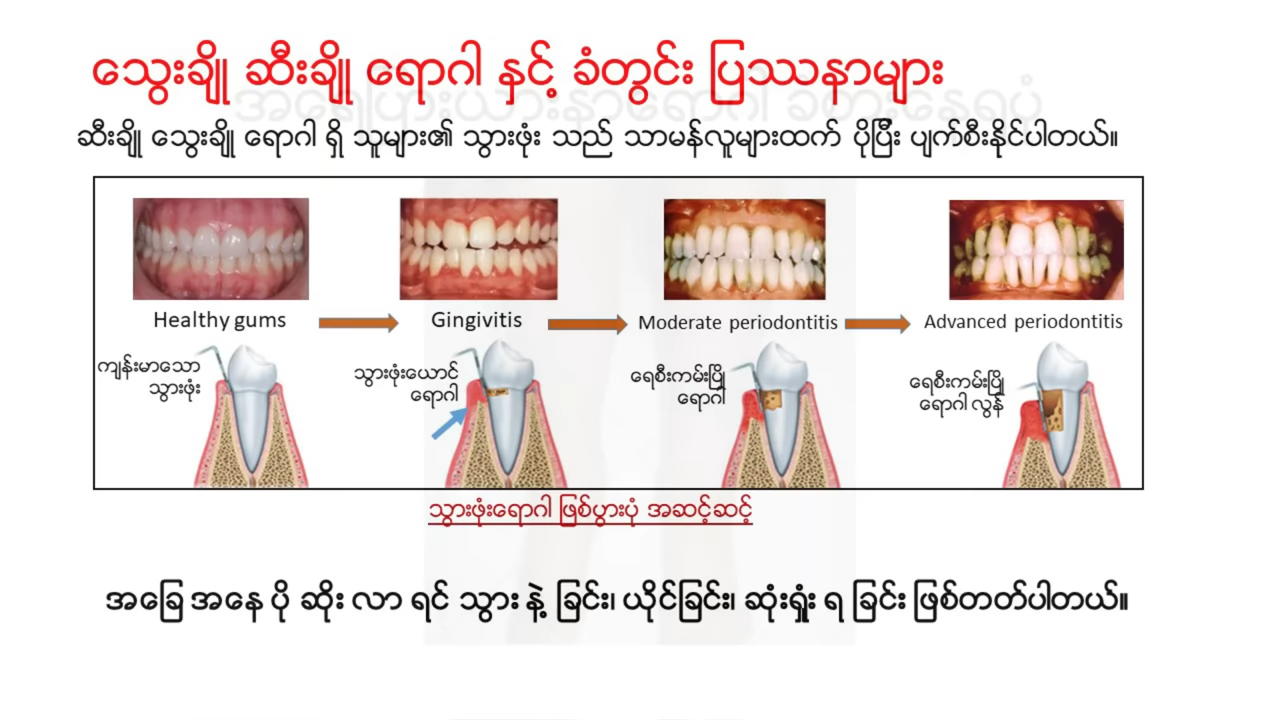 သွေးချို ဆီးချို ရောဂါ နှင့် ခံတွင်း ပြဿနာများ
ဆီးချို သွေးချို ရောဂါ ရှိ သူများ၏ သွားဖုံး သည် သာမန်လူများထက် ပိုပြီး ပျက်စီးနိုင်ပါတယ်။
Healthy gums
Gingivitis
Moderate periodontitis
Advanced periodontitis
ကျန်းမာသော
သွားဖုံး
သွားဖုံးယောင်
ရောဂါ
ရေစီးကမ်းပြို
ရောဂါ
ရေစီးကမ်းပြို
ရောဂါ လွန်
သွားဖုံးရောဂါ ဖြစ်ပွားပုံ အဆင့်ဆင့်
အခြေ အနေ ပို ဆိုး လာ ရင် သွား နဲ့ ခြင်း၊ ယိုင်ခြင်း၊ ဆုံးရှုံး ရ ခြင်း ဖြစ်တတ်ပါတယ်။